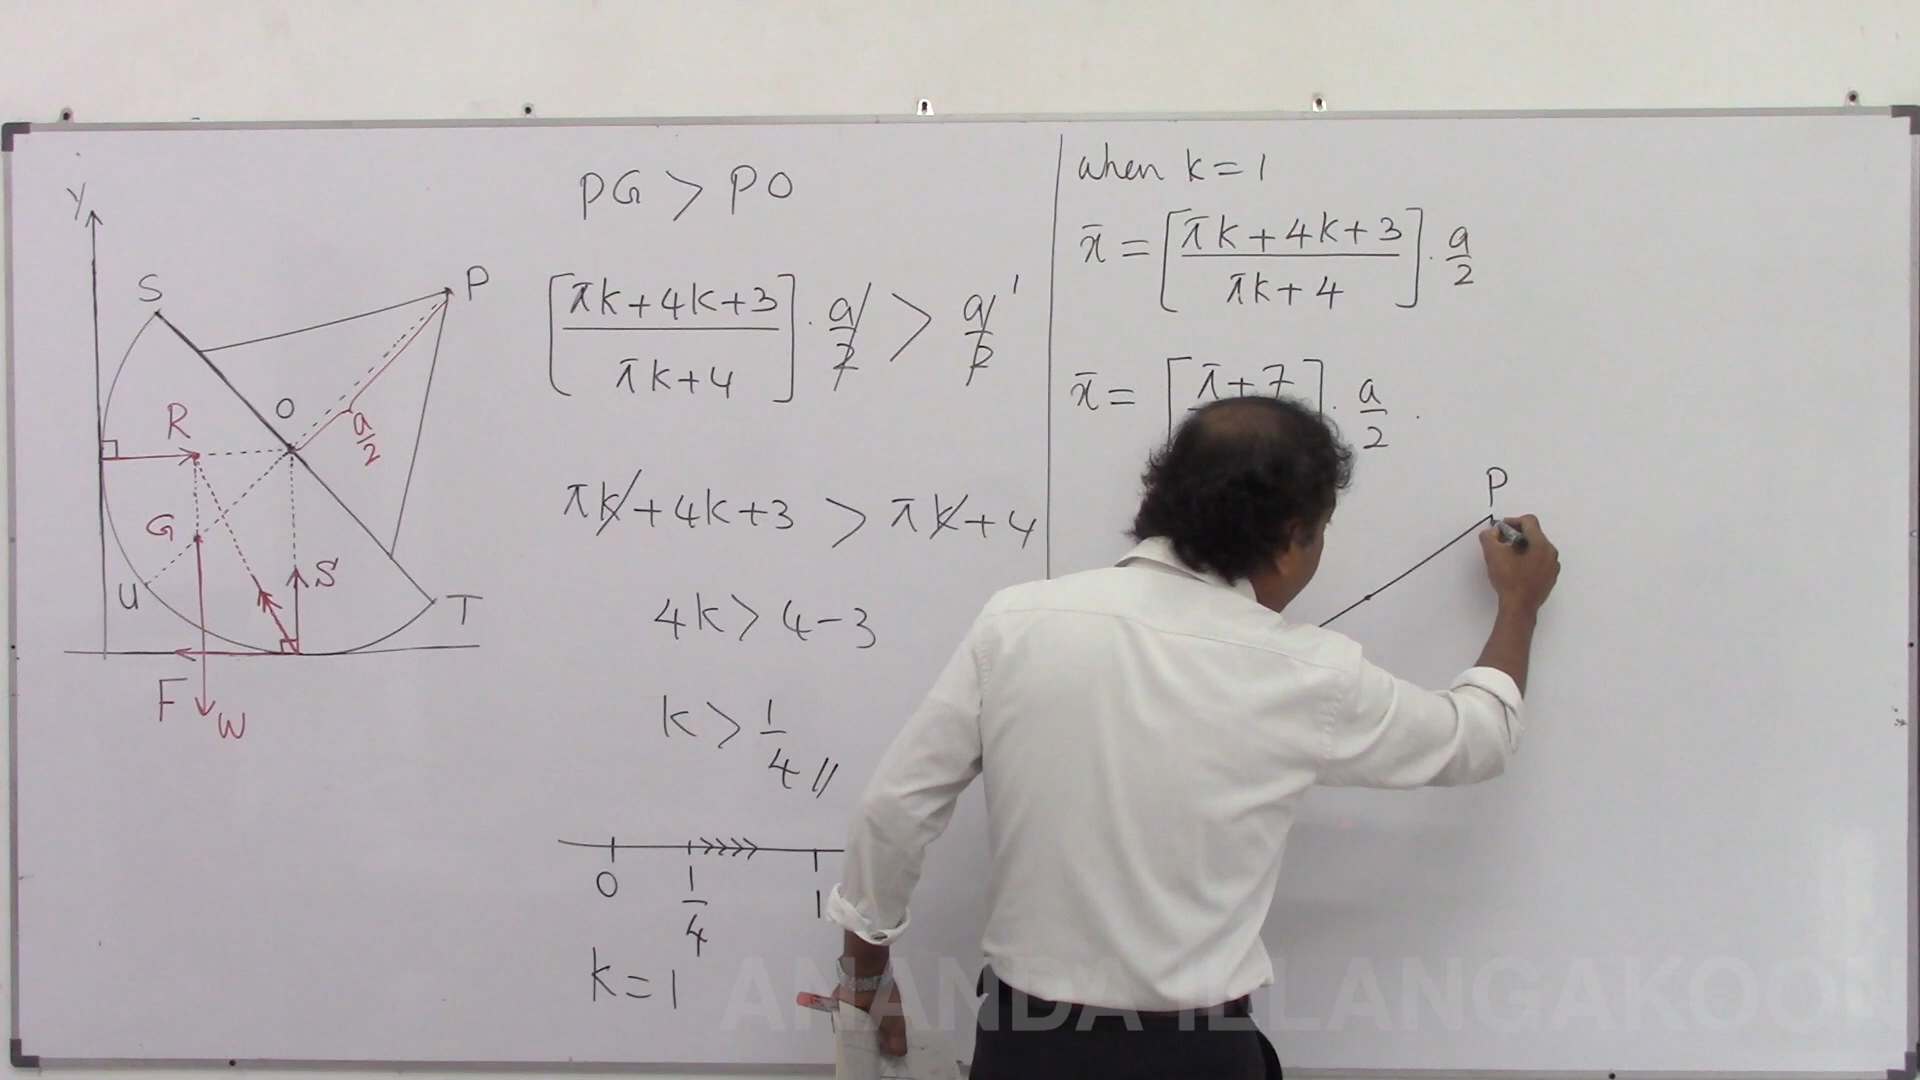 Y
S
P
O
R
a/2
G
U
S
T
F
W
PG > PO
[πk+4k+3 / πk+4] · a/2 > a/2 1
πk+4k+3 > πk+4
4k > 4-3
k > 1/4 //
0 1/4 1
k=1
when k=1
x̄ = [πk+4k+3 / πk+4] · a/2
x̄ = [π+7 ] · a/2 .
P
ANANDA ILLANGAKOON